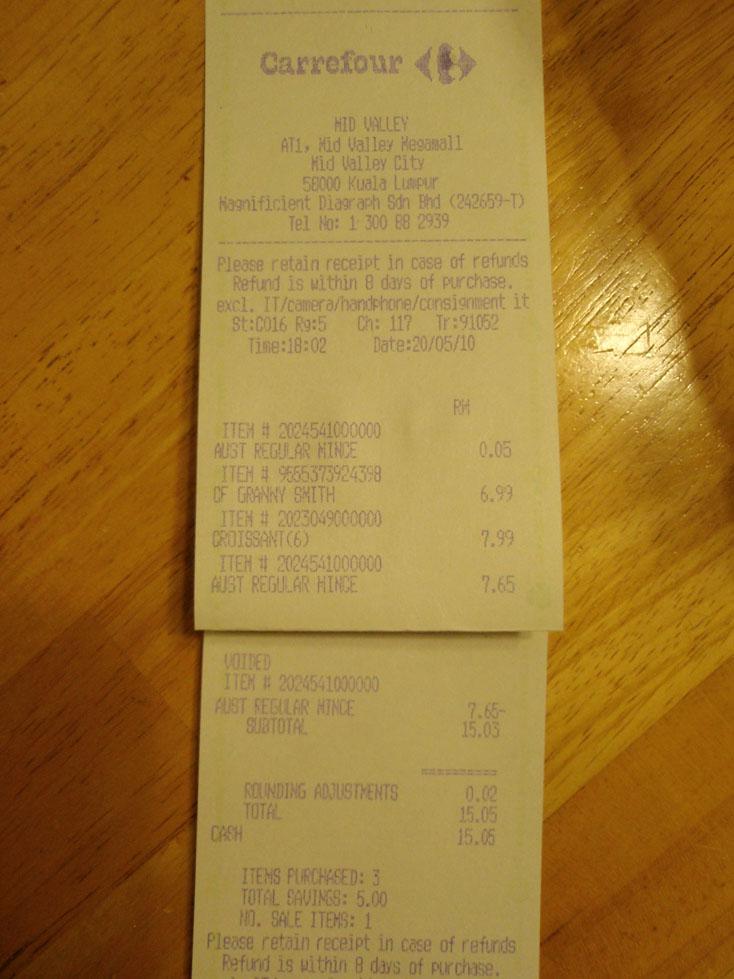 Carrefour
MID VALLEY
AT1, Mid Valley Megamall
Mid Valley City
58000 Kuala Lumpur
Magnificient Diagraph Sdn Bhd (242659-T)
Tel No: 1 300 88 2939
Please retain receipt in case of refunds
Refund is within 8 days of purchase.
excl. IT/camera/handphone/consignment it
St:C016 Rg:5 Ch: 117 Tr:91052
Time:18:02 Date:20/05/10
RM
ITEM # 2024541000000
AUST REGULAR MINCE 0.05
ITEM # 9555373924398
CF GRANNY SMITH 6.99
ITEM # 2023049000000
CROISSANT(6) 7.99
ITEM # 2024541000000
AUST REGULAR MINCE 7.65
VOIDED
ITEM # 2024541000000
AUST REGULAR MINCE 7.65-
SUBTOTAL 15.03
ROUNDING ADJUSTMENTS 0.02
TOTAL 15.05
CASH 15.05
ITEMS PURCHASED: 3
TOTAL SAVINGS: 5.00
NO. SALE ITEMS: 1
Please retain receipt in case of refunds
Refund is within 8 days of purchase.